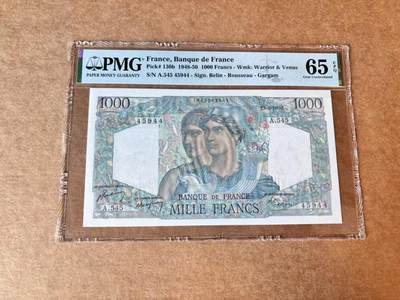 PMG
PAPER MONEY GUARANTY
France, Banque de France
Pick# 130b 1948-50 1000 Francs - Wmk: Warrior & Venus
S/N A.545 45944 - Sign. Belin - Rousseau - Gargam
65 EPQ
Gem Uncirculated
1000
1000
45944
A.545
BANQUE DE FRANCE
A.545
MILLE FRANCS
45944